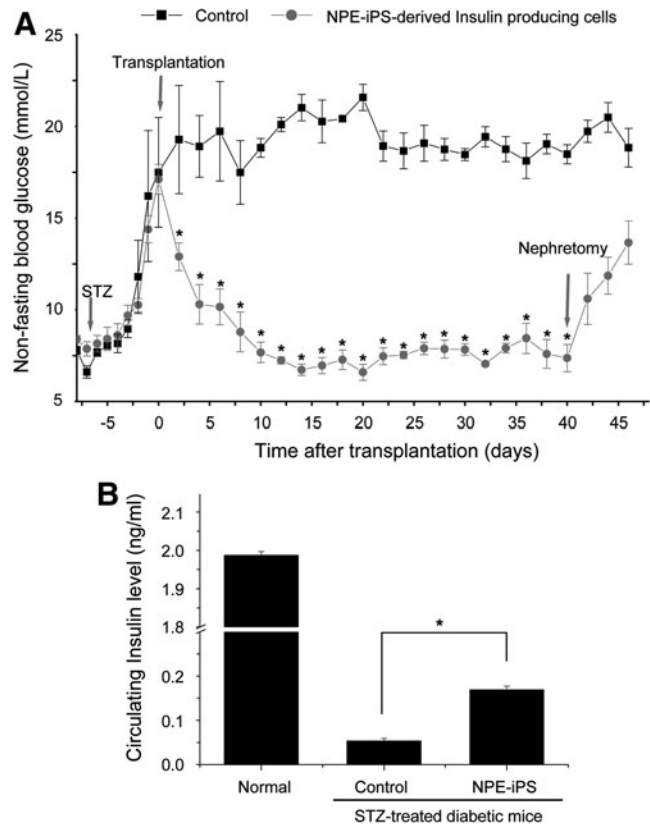 A
Control
NPE-iPS-derived Insulin producing cells
Non-fasting blood glucose (mmol/L)
25
20
15
10
5
Transplantation
STZ
Nephretomy
* * * * * * * * * * * * * * * * * * * *
-5 0 5 10 15 20 25 30 35 40 45
Time after transplantation (days)
B
Circulating Insulin level (ng/ml)
2.1
2.0
1.9
1.8
0.2
0.1
0.0
*
Normal Control NPE-iPS
STZ-treated diabetic mice